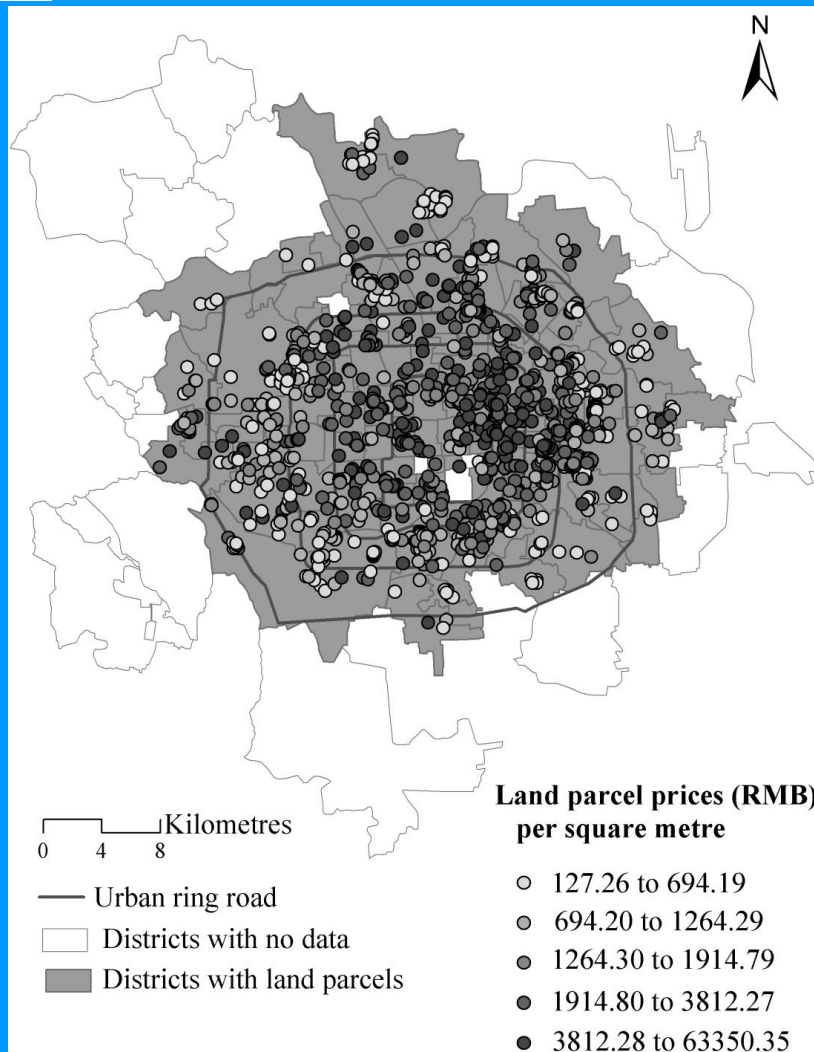 N
Land parcel prices (RMB)
per square metre
Kilometres
0 4 8
Urban ring road
Districts with no data
Districts with land parcels
127.26 to 694.19
694.20 to 1264.29
1264.30 to 1914.79
1914.80 to 3812.27
3812.28 to 63350.35